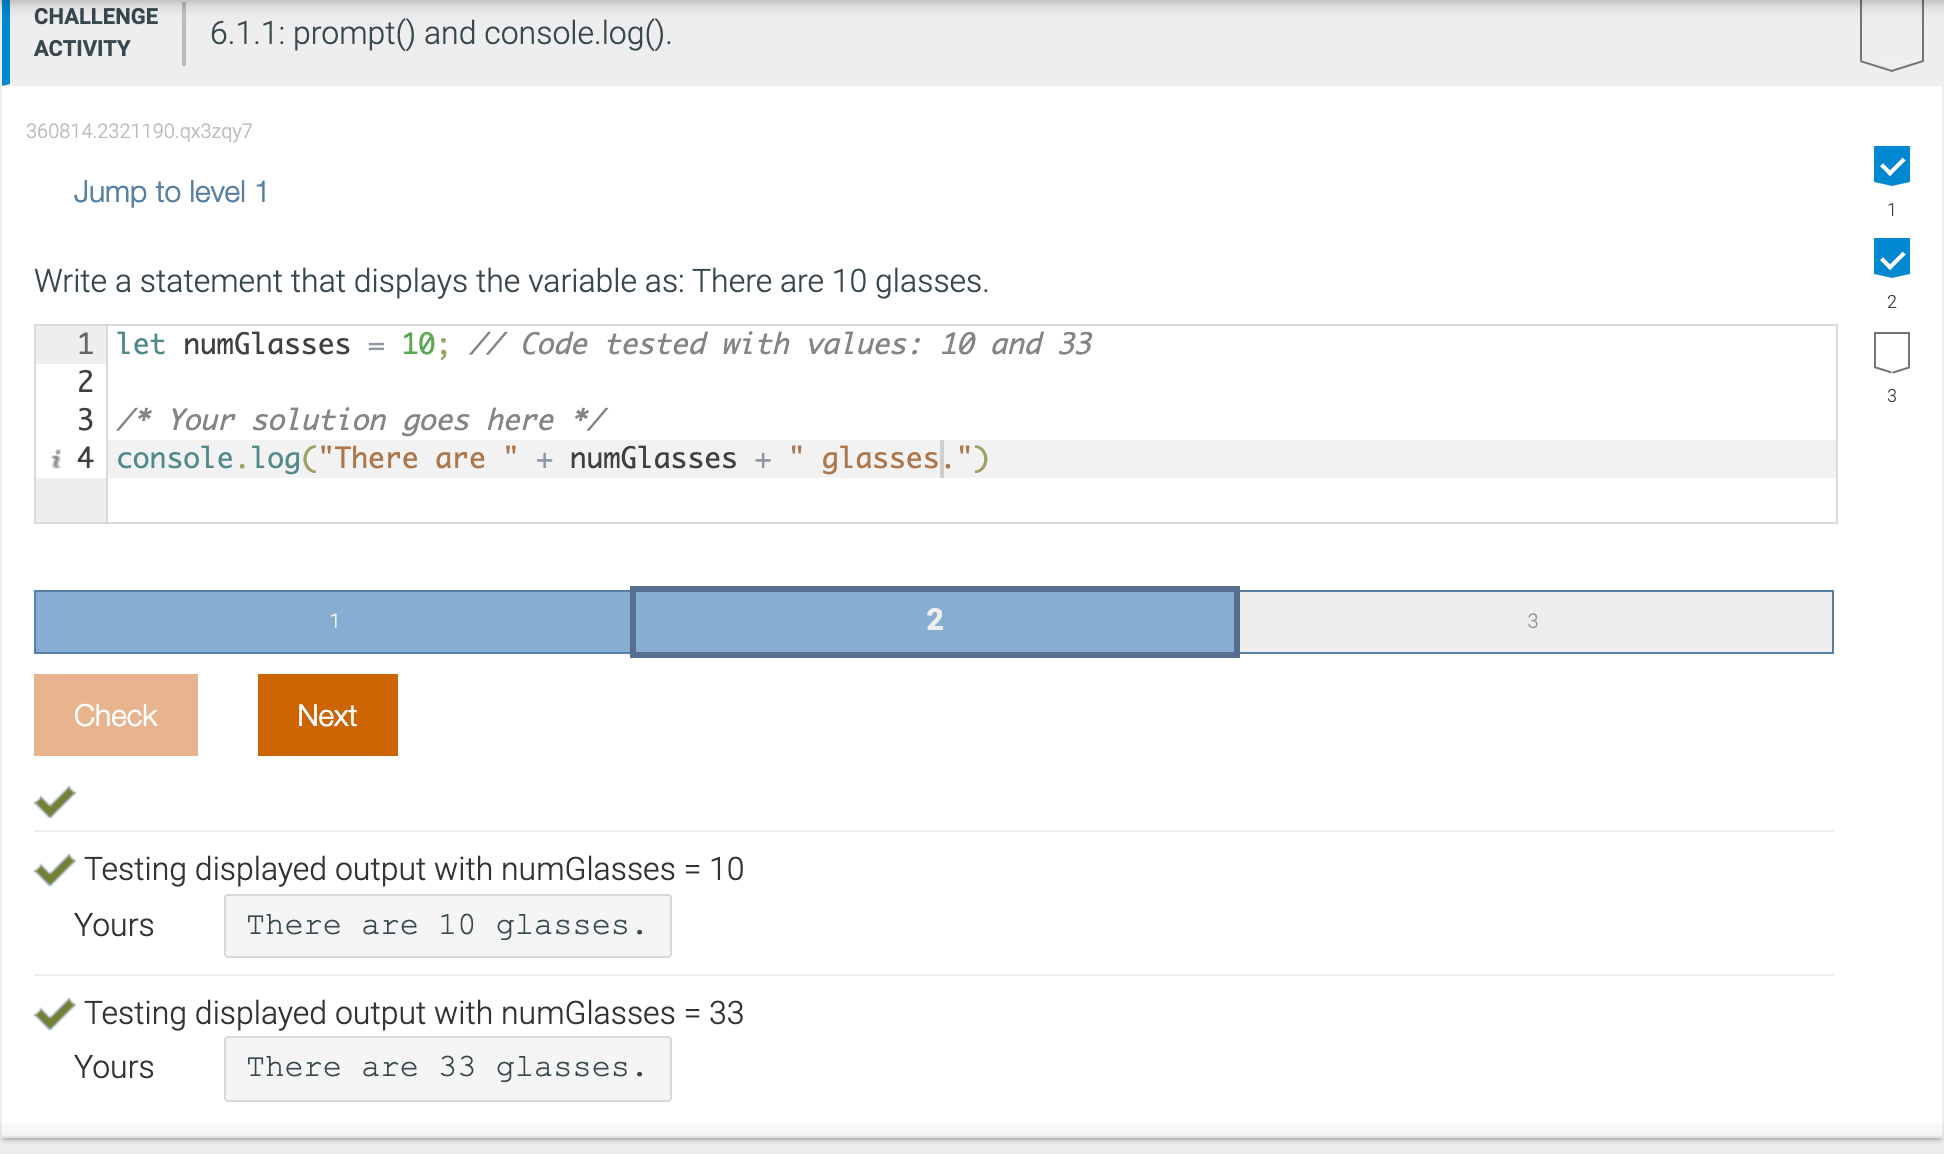 CHALLENGE
ACTIVITY
6.1.1: prompt() and console.log().
360814.2321190.qx3zqy7
Jump to level 1
1
2
3
Write a statement that displays the variable as: There are 10 glasses.
1 let numGlasses = 10; // Code tested with values: 10 and 33
2
3 /* Your solution goes here */
i 4 console.log("There are " + numGlasses + " glasses.")
1 2 3
Check Next
Testing displayed output with numGlasses = 10
Yours There are 10 glasses.
Testing displayed output with numGlasses = 33
Yours There are 33 glasses.